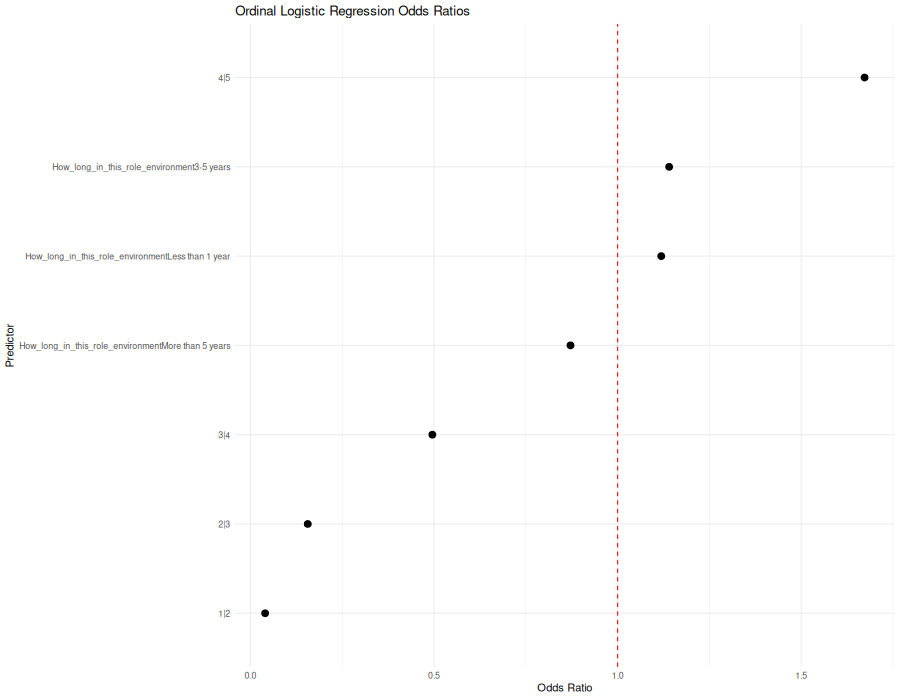 Ordinal Logistic Regression Odds Ratios
4|5
How_long_in_this_role_environment3-5 years
How_long_in_this_role_environmentLess than 1 year
How_long_in_this_role_environmentMore than 5 years
3|4
2|3
1|2
Predictor
0.0 0.5 1.0 1.5
Odds Ratio